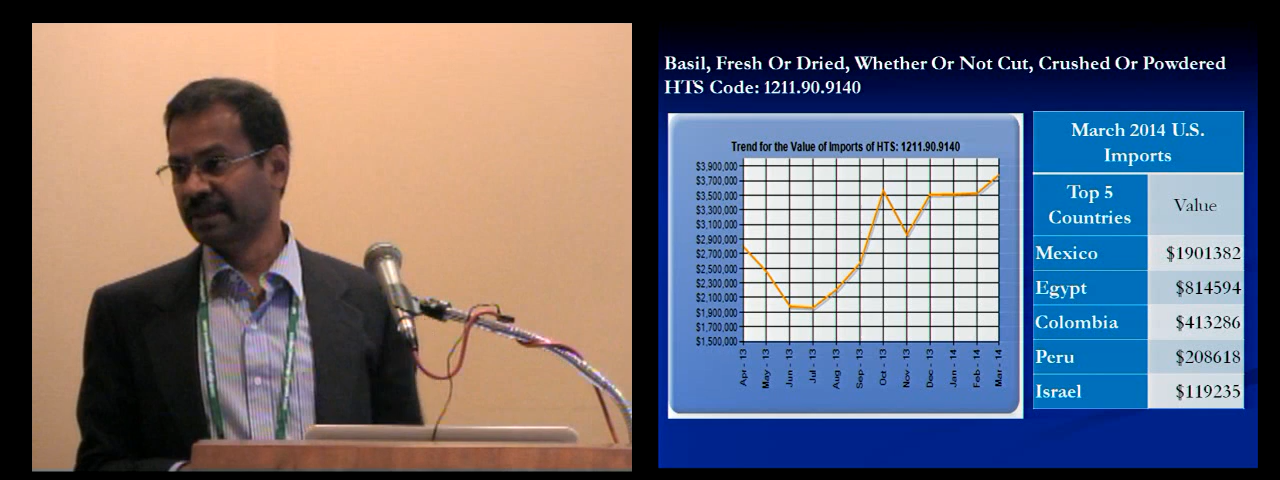 Basil, Fresh Or Dried, Whether Or Not Cut, Crushed Or Powdered
HTS Code: 1211.90.9140
Trend for the Value of Imports of HTS: 1211.90.9140
$3,900,000
$3,700,000
$3,500,000
$3,300,000
$3,100,000
$2,900,000
$2,700,000
$2,500,000
$2,300,000
$2,100,000
$1,900,000
$1,700,000
$1,500,000
Apr - 13
May - 13
Jun - 13
Jul - 13
Aug - 13
Sep - 13
Oct - 13
Nov - 13
Dec - 13
Jan - 14
Feb - 14
Mar - 14
March 2014 U.S.
Imports
Top 5
Countries
Value
Mexico $1901382
Egypt $814594
Colombia $413286
Peru $208618
Israel $119235